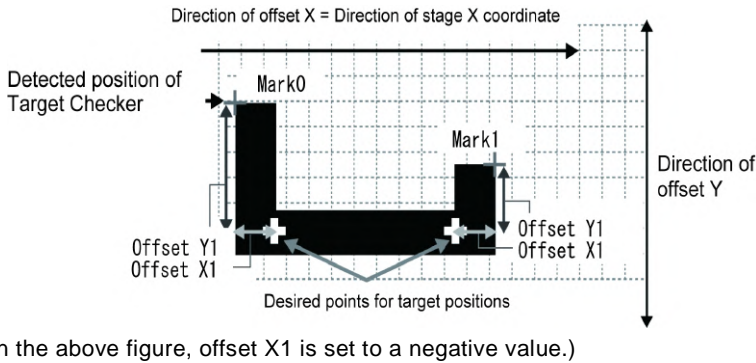 Direction of offset X = Direction of stage X coordinate
Detected position of
Target Checker
Mark0
Mark1
Direction of
offset Y
Offset Y1
Offset X1
Offset Y1
Offset X1
Desired points for target positions
n the above figure, offset X1 is set to a negative value.)